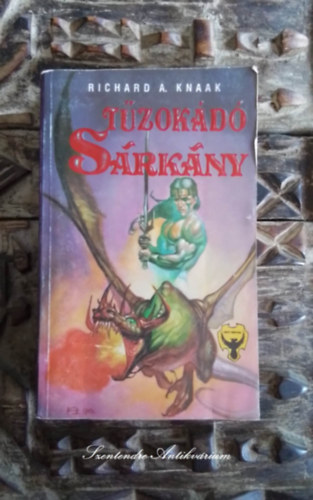 RICHARD A. KNAAK
TŰZOKÁDÓ
SÁRKÁNY
Szentendre Antikvárium